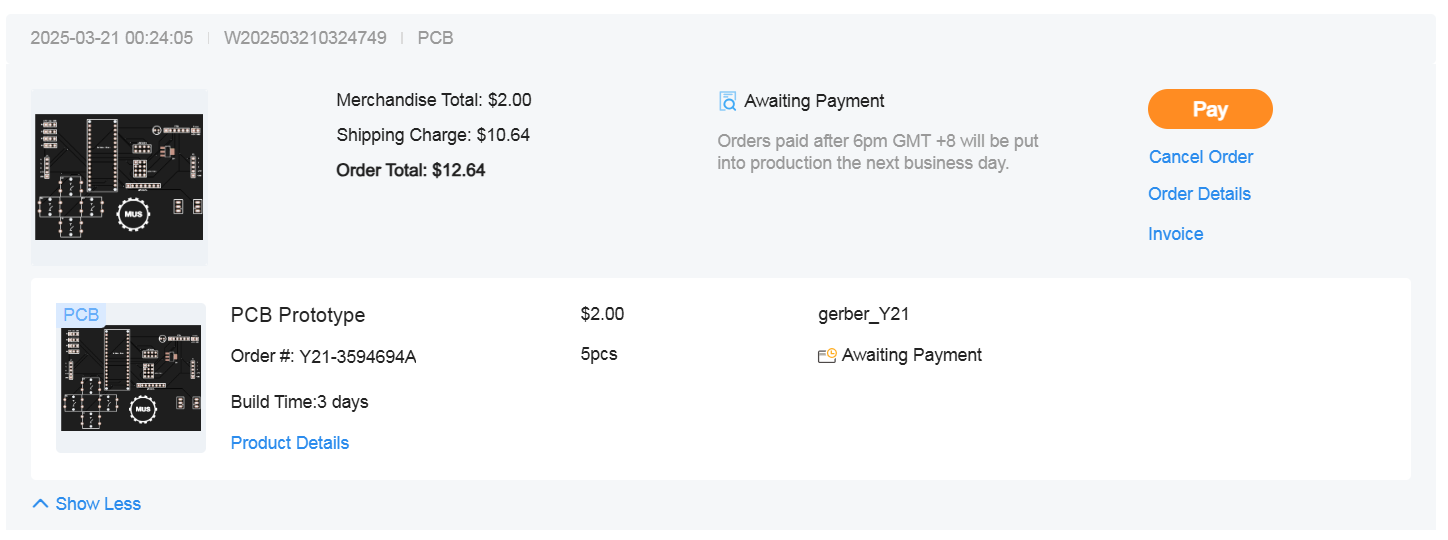 2025-03-21 00:24:05 | W202503210324749 | PCB
Merchandise Total: $2.00
Shipping Charge: $10.64
Order Total: $12.64
Awaiting Payment
Orders paid after 6pm GMT +8 will be put
into production the next business day.
Pay
Cancel Order
Order Details
Invoice
MUS
PCB
PCB Prototype
$2.00
gerber_Y21
Order #: Y21-3594694A
5pcs
Awaiting Payment
Build Time:3 days
Product Details
MUS
Show Less